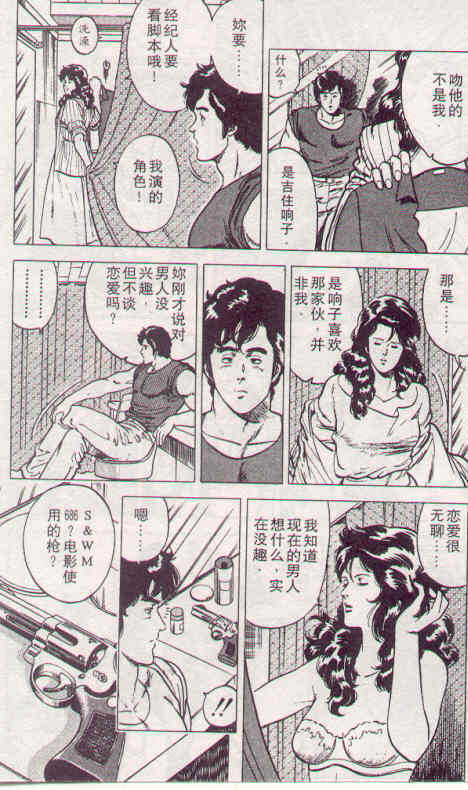 吻他的
不是我．
什么？
是吉住响子．
妳要……
经纪人要
看脚本哦！
洗澡
我演的
角色！
那是……
是响子喜欢
那家伙，并
非我．
妳刚才说对
男人没
兴趣，
但不谈
恋爱吗？
…………
恋爱很
无聊……
我知道
现在的男人
想什么，实
在没趣．
嗯……
!!
S&WM
686？电影使
用的枪？